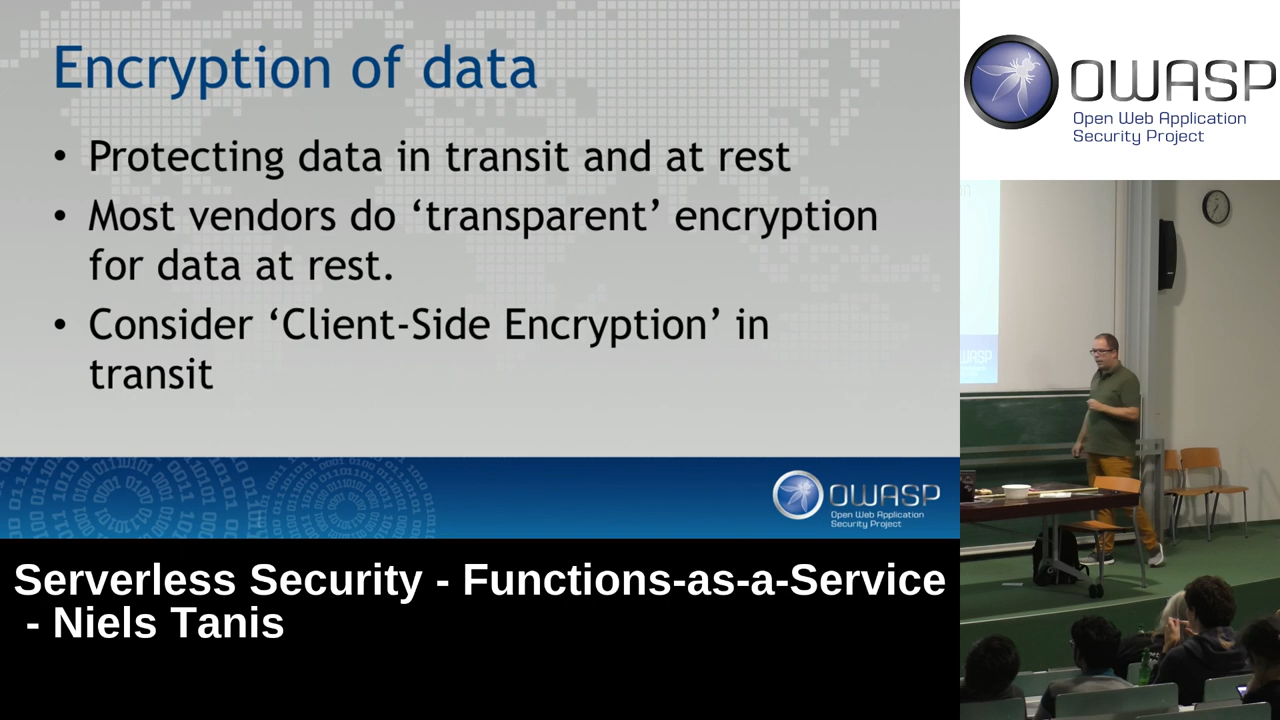 Encryption of data
• Protecting data in transit and at rest
• Most vendors do ‘transparent’ encryption
for data at rest.
• Consider ‘Client-Side Encryption’ in
transit
OWASP
Open Web Application
Security Project
Serverless Security - Functions-as-a-Service
- Niels Tanis
OWASP
Open Web Application
Security Project